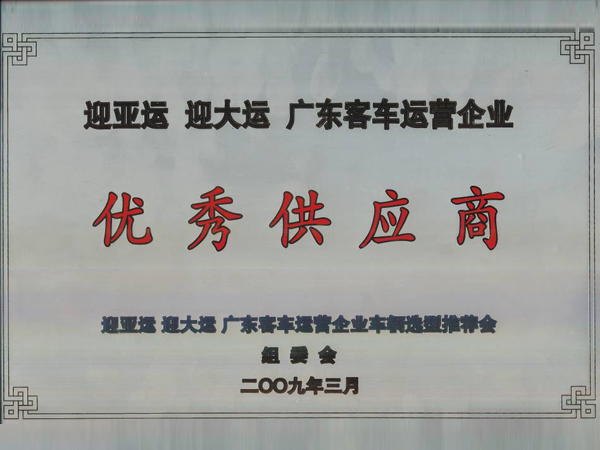 迎亚运 迎大运 广东客车运营企业
优秀供应商
迎亚运 迎大运 广东客车运营企业车辆选型推荐会
组委会
二〇〇九年三月